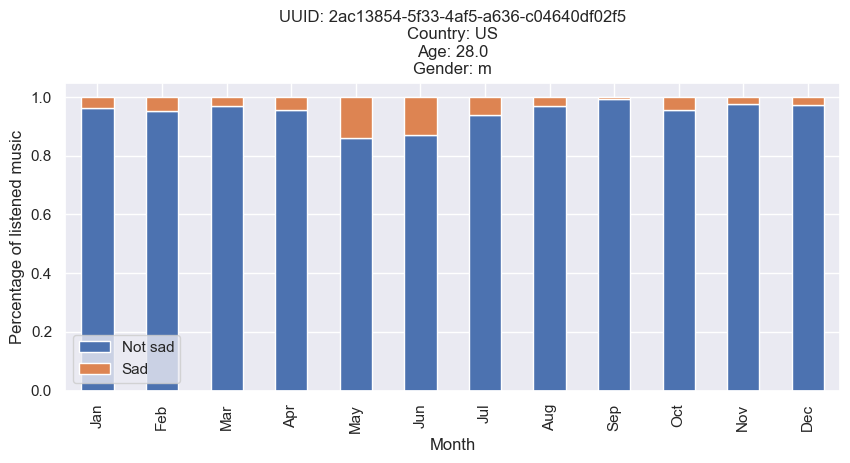 UUID: 2ac13854-5f33-4af5-a636-c04640df02f5
Country: US
Age: 28.0
Gender: m
Percentage of listened music
1.0
0.8
0.6
0.4
0.2
0.0
Not sad
Sad
Jan
Feb
Mar
Apr
May
Jun
Jul
Aug
Sep
Oct
Nov
Dec
Month